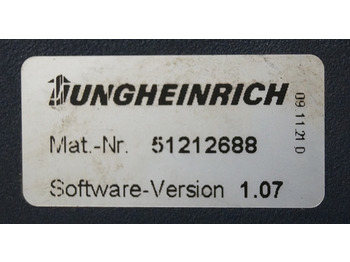 JUNGHEINRICH
Mat.-Nr. 51212688
Software-Version 1.07
09.11.21 D